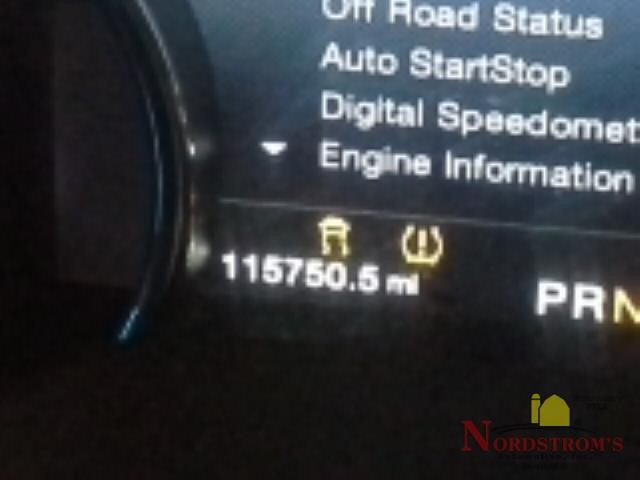 Off Road Status
Auto StartStop
Digital Speedomet
Engine Information
115750.5 mi
PRN
NORDSTROM'S